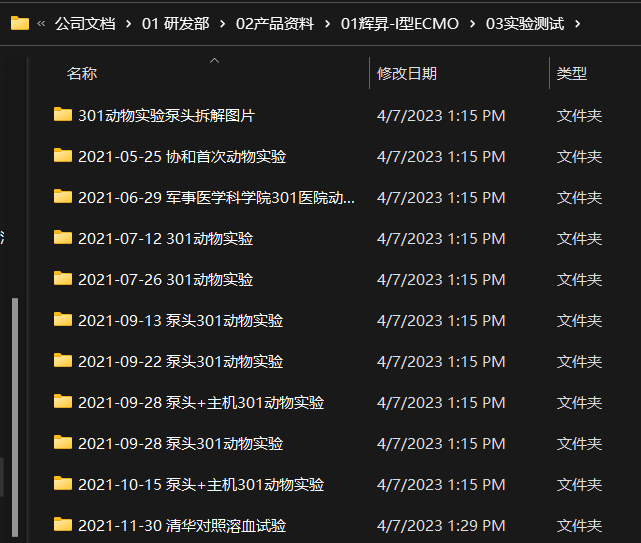 « 公司文档 › 01 研发部 › 02产品资料 › 01辉昇-I型ECMO › 03实验测试 ›
名称 修改日期 类型
301动物实验泵头拆解图片 4/7/2023 1:15 PM 文件夹
2021-05-25 协和首次动物实验 4/7/2023 1:15 PM 文件夹
2021-06-29 军事医学科学院301医院动... 4/7/2023 1:15 PM 文件夹
2021-07-12 301动物实验 4/7/2023 1:15 PM 文件夹
2021-07-26 301动物实验 4/7/2023 1:15 PM 文件夹
2021-09-13 泵头301动物实验 4/7/2023 1:15 PM 文件夹
2021-09-22 泵头301动物实验 4/7/2023 1:15 PM 文件夹
2021-09-28 泵头+主机301动物实验 4/7/2023 1:15 PM 文件夹
2021-09-28 泵头301动物实验 4/7/2023 1:15 PM 文件夹
2021-10-15 泵头+主机301动物实验 4/7/2023 1:15 PM 文件夹
2021-11-30 清华对照溶血试验 4/7/2023 1:29 PM 文件夹